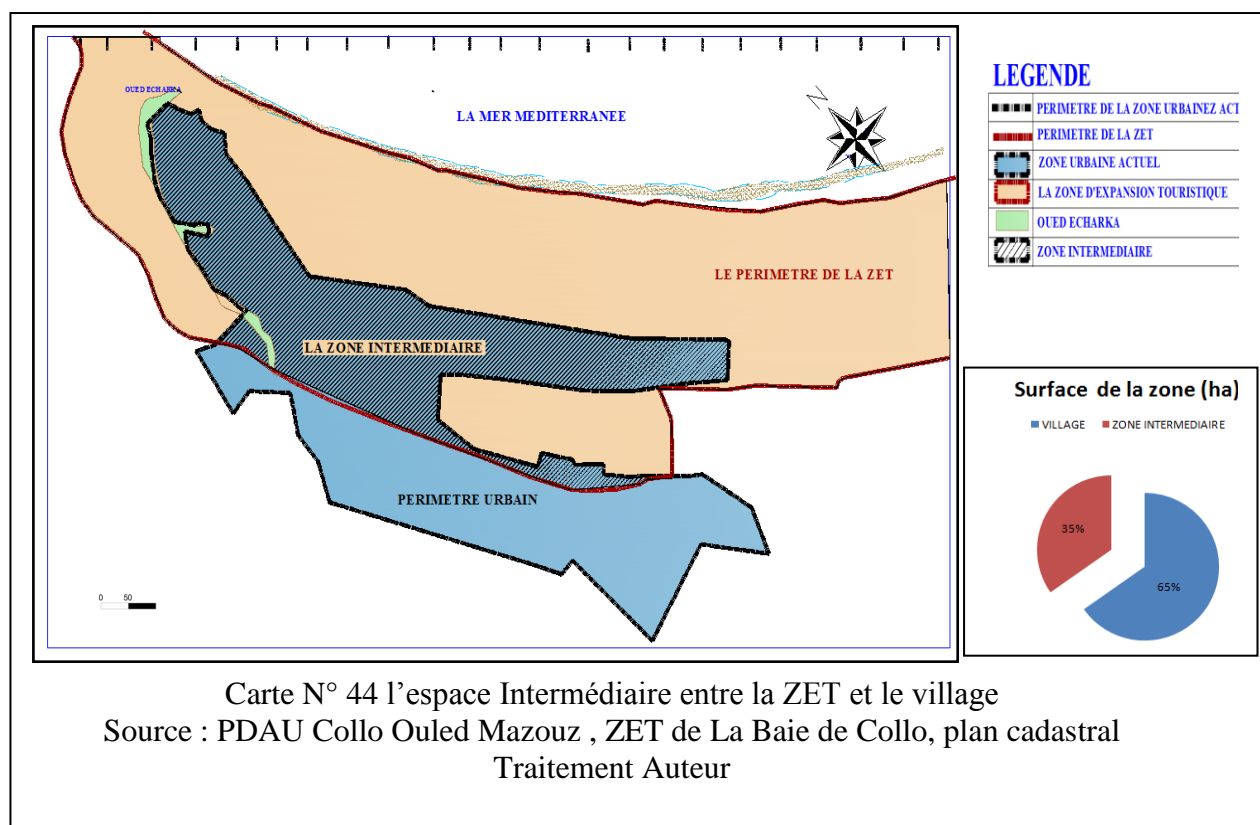 OUED ECHARKA
LA MER MEDITERRANEE
N
LE PERIMETRE DE LA ZET
LA ZONE INTERMEDIAIRE
PERIMETRE URBAIN
0 50
LEGENDE
PERIMETRE DE LA ZONE URBAINEZ ACT
PERIMETRE DE LA ZET
ZONE URBAINE ACTUEL
LA ZONE D'EXPANSION TOURISTIQUE
OUED ECHARKA
ZONE INTERMEDIAIRE
Surface de la zone (ha)
VILLAGE ZONE INTERMEDIAIRE
35%
65%
Carte N° 44 l’espace Intermédiaire entre la ZET et le village
Source : PDAU Collo Ouled Mazouz , ZET de La Baie de Collo, plan cadastral
Traitement Auteur